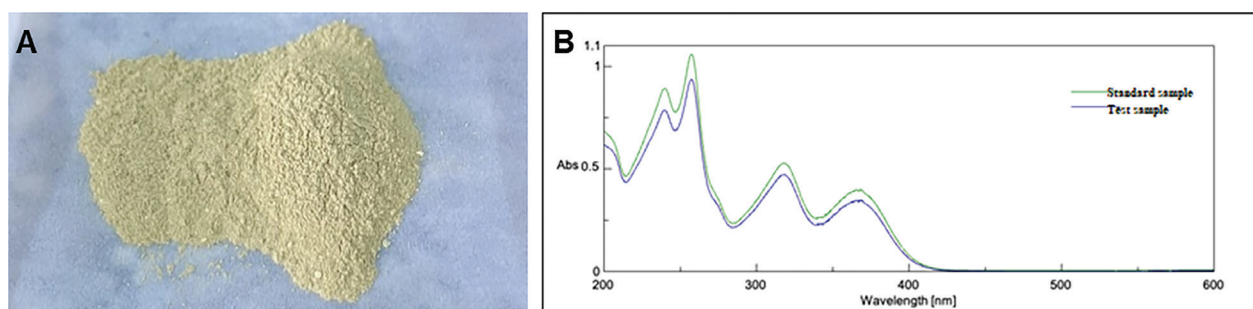 A
B
1.1
1
Abs 0.5
0
200
300
400
500
600
Wavelength [nm]
Standard sample
Test sample